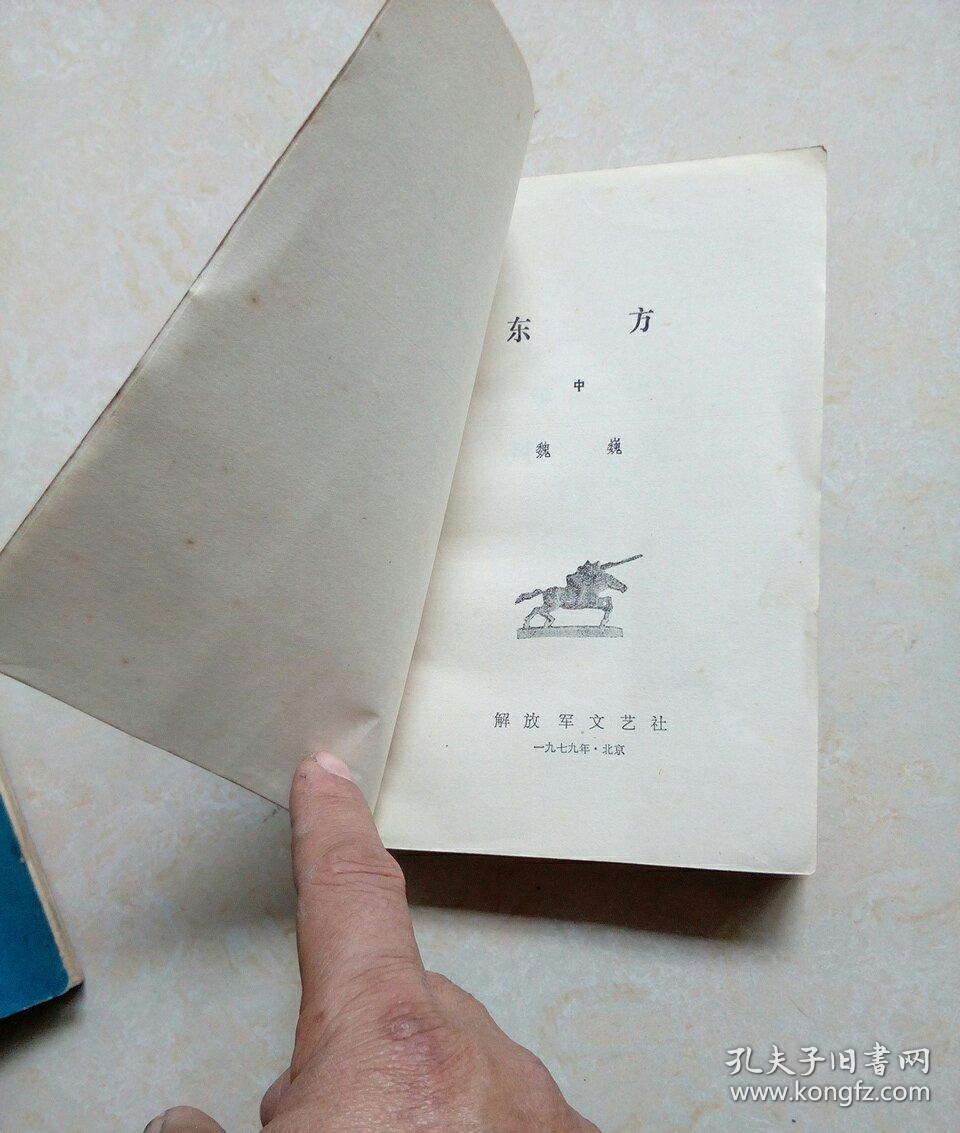 东方
中
魏巍
解放军文艺社
一九七九年·北京
孔夫子旧书网
www.kongfz.com